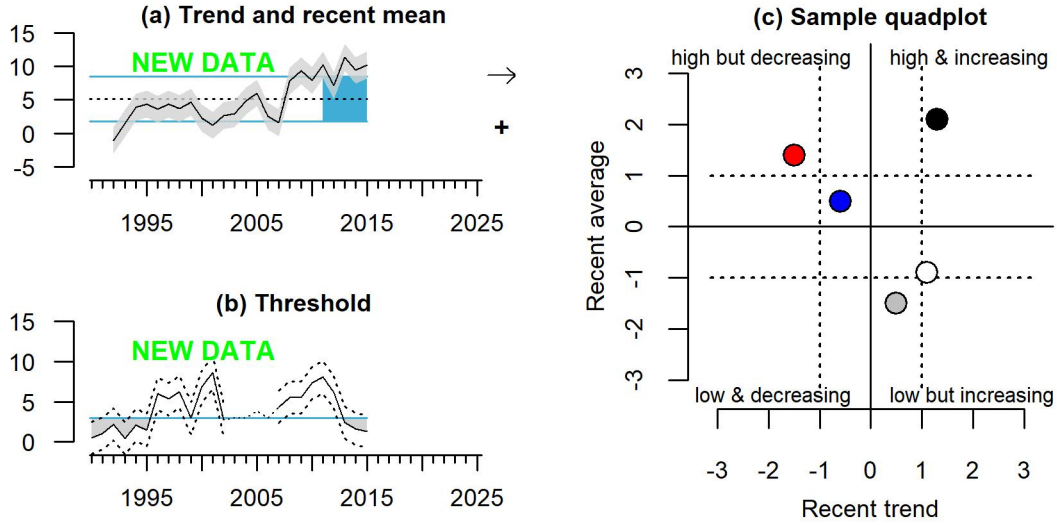 (a) Trend and recent mean
15
10
5
0
-5
NEW DATA
→
+
1995 2005 2015 2025
(b) Threshold
15
10
5
0
NEW DATA
1995 2005 2015 2025
(c) Sample quadplot
high but decreasing
high & increasing
Recent average
3
2
1
0
-1
-2
-3
low & decreasing
low but increasing
-3 -2 -1 0 1 2 3
Recent trend